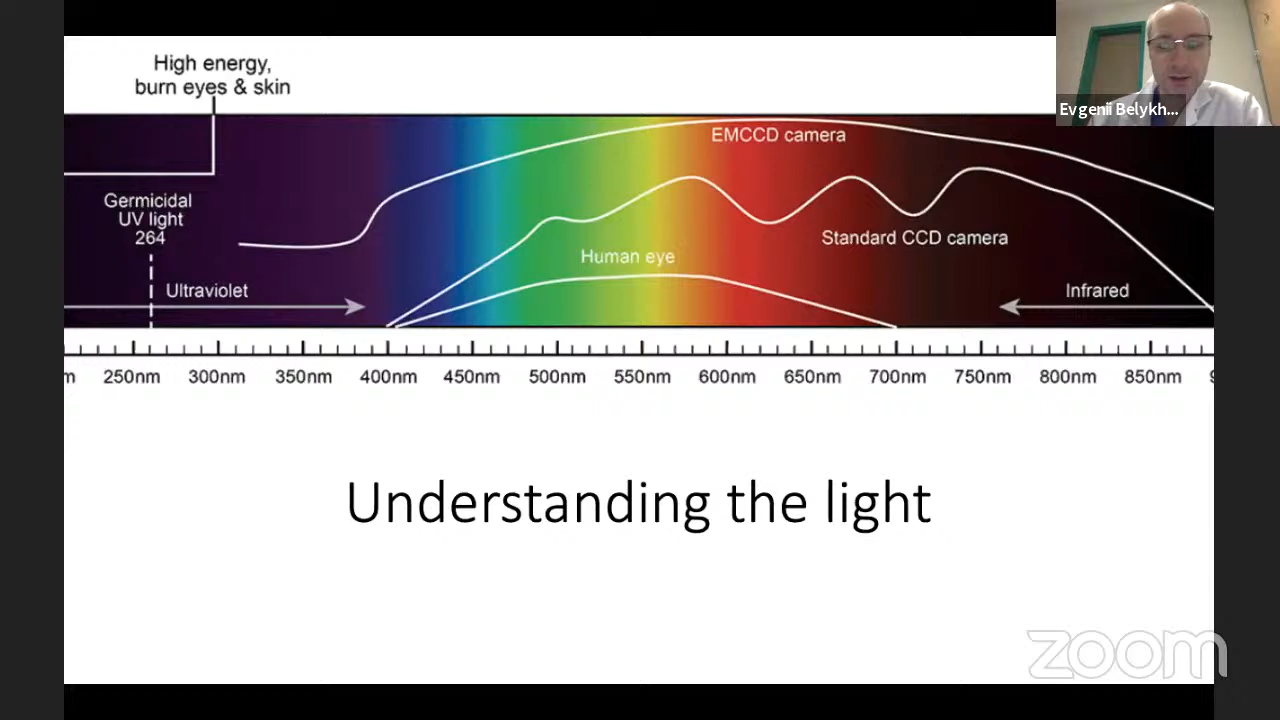 High energy,
burn eyes & skin
Evgenii Belykh...
EMCCD camera
Germicidal
UV light
264
Standard CCD camera
Human eye
Ultraviolet
Infrared
250nm 300nm 350nm 400nm 450nm 500nm 550nm 600nm 650nm 700nm 750nm 800nm 850nm
Understanding the light
zoom